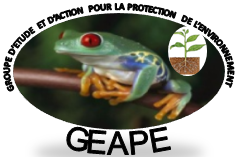 GROUPE D'ETUDE ET D'ACTION POUR LA PROTECTION DE L'ENVIRONNEMENT
GEAPE